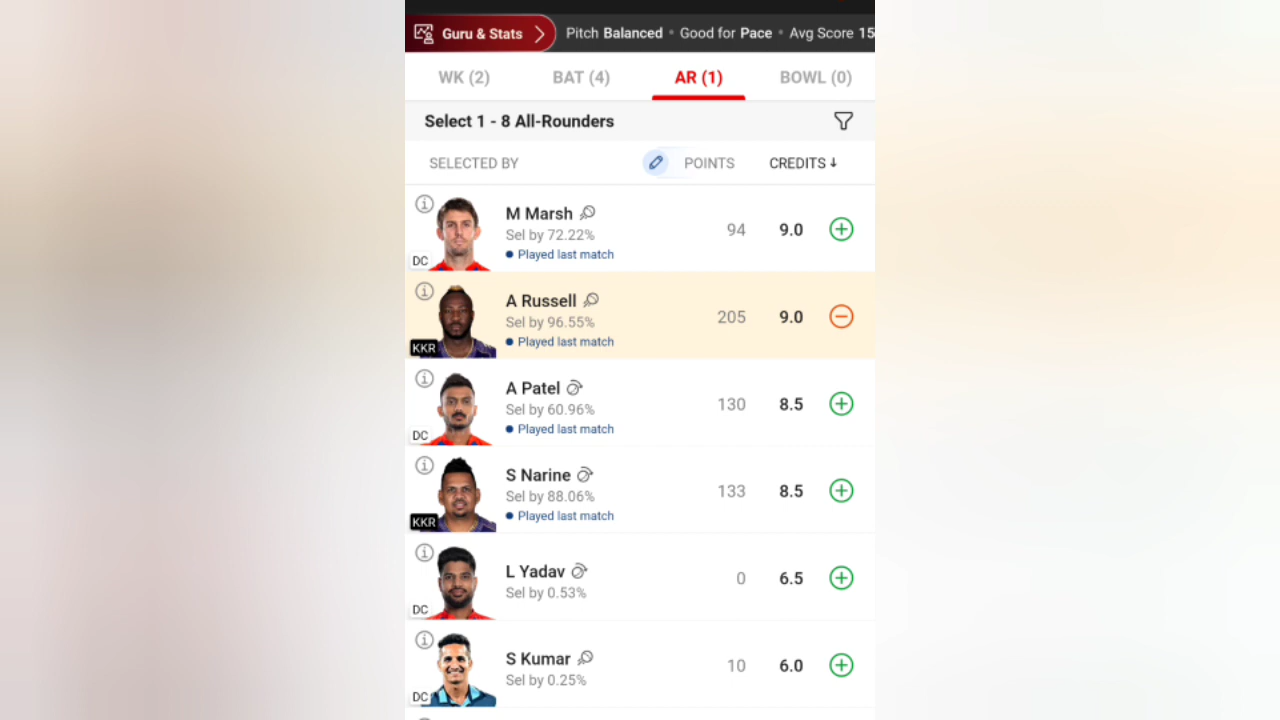 Guru & Stats
Pitch Balanced • Good for Pace • Avg Score 15
WK (2) BAT (4) AR (1) BOWL (0)
Select 1 - 8 All-Rounders
SELECTED BY POINTS CREDITS ↓
M Marsh
Sel by 72.22%
Played last match
DC
94 9.0
A Russell
Sel by 96.55%
Played last match
KKR
205 9.0
A Patel
Sel by 60.96%
Played last match
DC
130 8.5
S Narine
Sel by 88.06%
Played last match
KKR
133 8.5
L Yadav
Sel by 0.53%
DC
0 6.5
S Kumar
Sel by 0.25%
DC
10 6.0